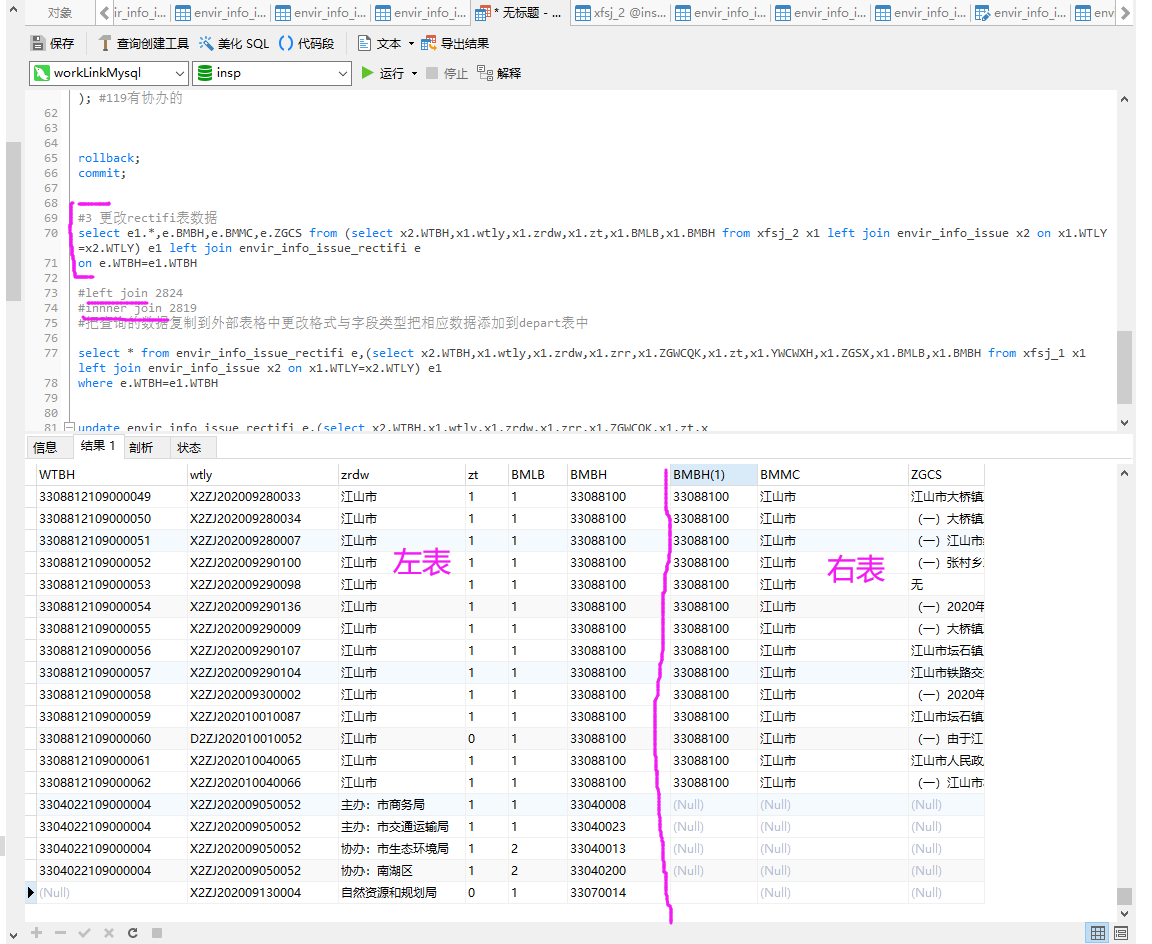 对象
ir_info_i...
envir_info_i...
envir_info_i...
envir_info_i...
* 无标题 - ...
xfsj_2 @ins...
envir_info_i...
envir_info_i...
envir_info_i...
envir_info_i...
env
保存
查询创建工具
美化 SQL
() 代码段
文本
导出结果
workLinkMysql
insp
运行
停止
解释
); #119有协办的
62
63
64
65 rollback;
66 commit;
67
68
69 #3 更改rectifi表数据
70 select e1.*,e.BMBH,e.BMMC,e.ZGCS from (select x2.WTBH,x1.wtly,x1.zrdw,x1.zt,x1.BMLB,x1.BMBH from xfsj_2 x1 left join envir_info_issue x2 on x1.WTLY
=x2.WTLY) e1 left join envir_info_issue_rectifi e
71 on e.WTBH=e1.WTBH
72
73 #left join 2824
74 #innner join 2819
75 #把查询的数据复制到外部表格中更改格式与字段类型把相应数据添加到depart表中
76
77 select * from envir_info_issue_rectifi e,(select x2.WTBH,x1.wtly,x1.zrdw,x1.zrr,x1.ZGWCQK,x1.zt,x1.YWCWXH,x1.ZGSX,x1.BMLB,x1.BMBH from xfsj_1 x1
left join envir_info_issue x2 on x1.WTLY=x2.WTLY) e1
78 where e.WTBH=e1.WTBH
79
80
81 update envir_info_issue_rectifi e,(select x2.WTBH,x1.wtly,x1.zrdw,x1.zrr,x1.ZGWCQK,x1.zt,x
信息 结果 1 剖析 状态
WTBH wtly zrdw zt BMLB BMBH BMBH(1) BMMC ZGCS
3308812109000049 X2ZJ202009280033 江山市 1 1 33088100 33088100 江山市 江山市大桥镇
3308812109000050 X2ZJ202009280034 江山市 1 1 33088100 33088100 江山市 （一）大桥镇
3308812109000051 X2ZJ202009280007 江山市 1 1 33088100 33088100 江山市 （一）江山市
3308812109000052 X2ZJ202009290100 江山市 1 1 33088100 33088100 江山市 （一）张村乡
3308812109000053 X2ZJ202009290098 江山市 1 1 33088100 33088100 江山市 无
3308812109000054 X2ZJ202009290136 江山市 1 1 33088100 33088100 江山市 （一）2020年
3308812109000055 X2ZJ202009290009 江山市 1 1 33088100 33088100 江山市 （一）大桥镇
3308812109000056 X2ZJ202009290107 江山市 1 1 33088100 33088100 江山市 江山市坛石镇
3308812109000057 X2ZJ202009290104 江山市 1 1 33088100 33088100 江山市 江山市铁路交
3308812109000058 X2ZJ202009300002 江山市 1 1 33088100 33088100 江山市 （一）2020年
3308812109000059 X2ZJ202010010087 江山市 1 1 33088100 33088100 江山市 江山市坛石镇
3308812109000060 D2ZJ202010010052 江山市 0 1 33088100 33088100 江山市 （一）由于江
3308812109000061 X2ZJ202010040065 江山市 1 1 33088100 33088100 江山市 江山市人民政
3308812109000062 X2ZJ202010040066 江山市 1 1 33088100 33088100 江山市 （一）江山市
3304022109000004 X2ZJ202009050052 主办：市商务局 1 1 33040008 (Null) (Null) (Null)
3304022109000004 X2ZJ202009050052 主办：市交通运输局 1 1 33040023 (Null) (Null) (Null)
3304022109000004 X2ZJ202009050052 协办：市生态环境局 1 2 33040013 (Null) (Null) (Null)
3304022109000004 X2ZJ202009050052 协办：南湖区 1 2 33040200 (Null) (Null) (Null)
(Null) X2ZJ202009130004 自然资源和规划局 0 1 33070014 (Null) (Null)
左表
右表